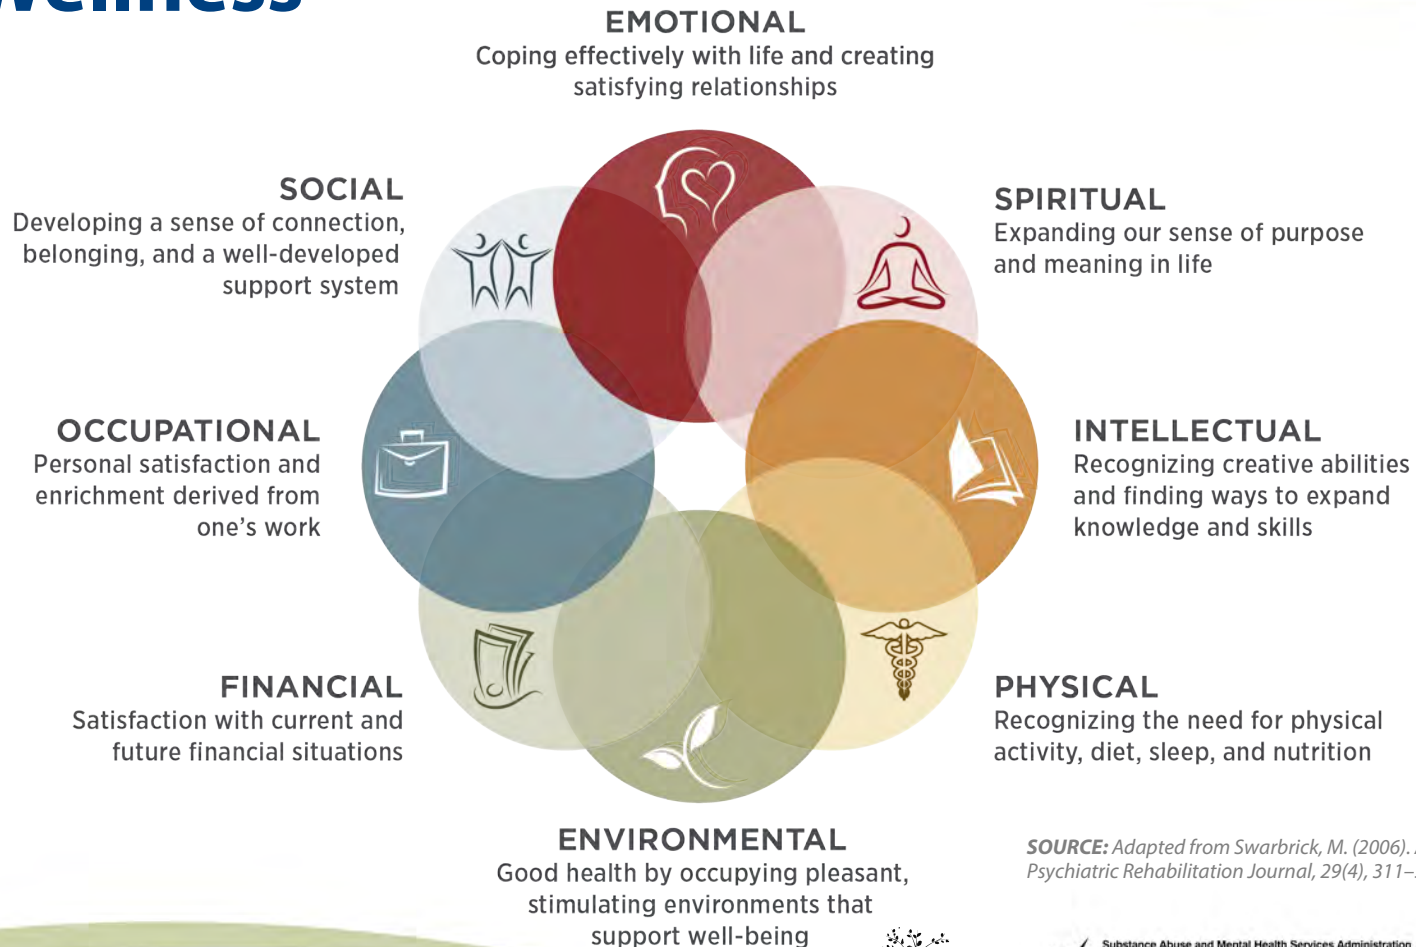 wellness
EMOTIONAL
Coping effectively with life and creating
satisfying relationships
SOCIAL
Developing a sense of connection,
belonging, and a well-developed
support system
SPIRITUAL
Expanding our sense of purpose
and meaning in life
OCCUPATIONAL
Personal satisfaction and
enrichment derived from
one’s work
INTELLECTUAL
Recognizing creative abilities
and finding ways to expand
knowledge and skills
FINANCIAL
Satisfaction with current and
future financial situations
PHYSICAL
Recognizing the need for physical
activity, diet, sleep, and nutrition
ENVIRONMENTAL
Good health by occupying pleasant,
stimulating environments that
support well-being
SOURCE: Adapted from Swarbrick, M. (2006).
Psychiatric Rehabilitation Journal, 29(4), 311–
Substance Abuse and Mental Health Services Administration